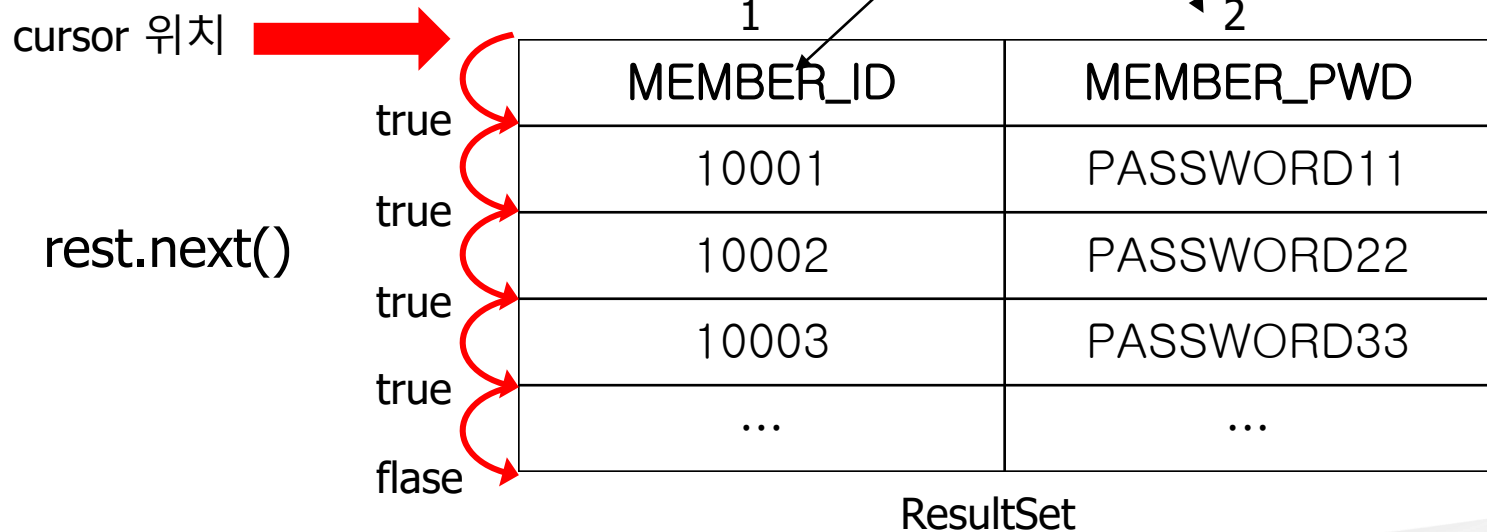 1 2
cursor 위치
MEMBER_ID MEMBER_PWD
true
10001 PASSWORD11
true
rest.next()
10002 PASSWORD22
true
10003 PASSWORD33
true
... ...
flase
ResultSet